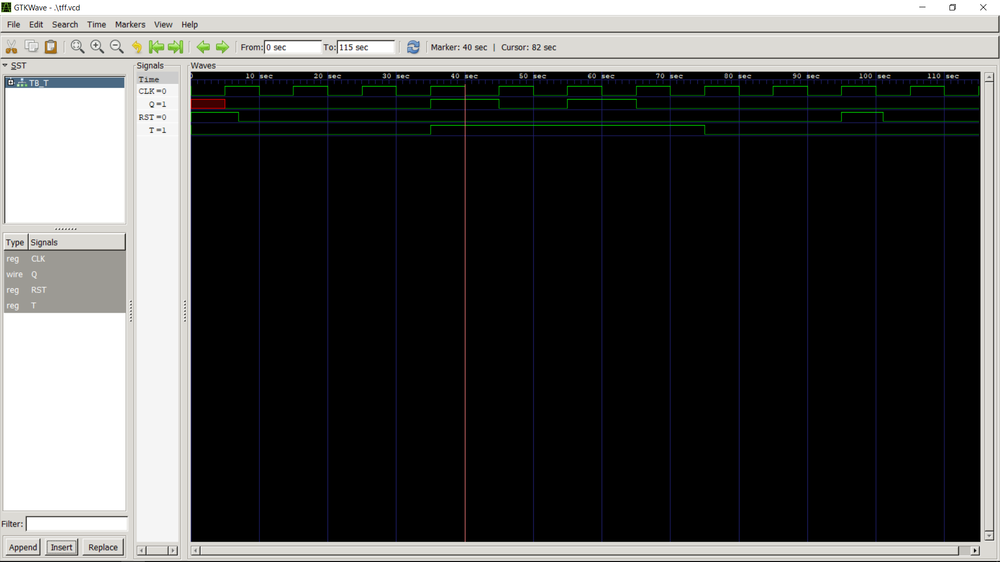 GTKWave - .\tff.vcd
File Edit Search Time Markers View Help
From: 0 sec To: 115 sec Marker: 40 sec | Cursor: 82 sec
SST
TB_T
Type Signals
reg CLK
wire Q
reg RST
reg T
Filter:
Append Insert Replace
Signals
Time
CLK=0
Q=1
RST=0
T=1
Waves
0 10 sec 20 sec 30 sec 40 sec 50 sec 60 sec 70 sec 80 sec 90 sec 100 sec 110 sec